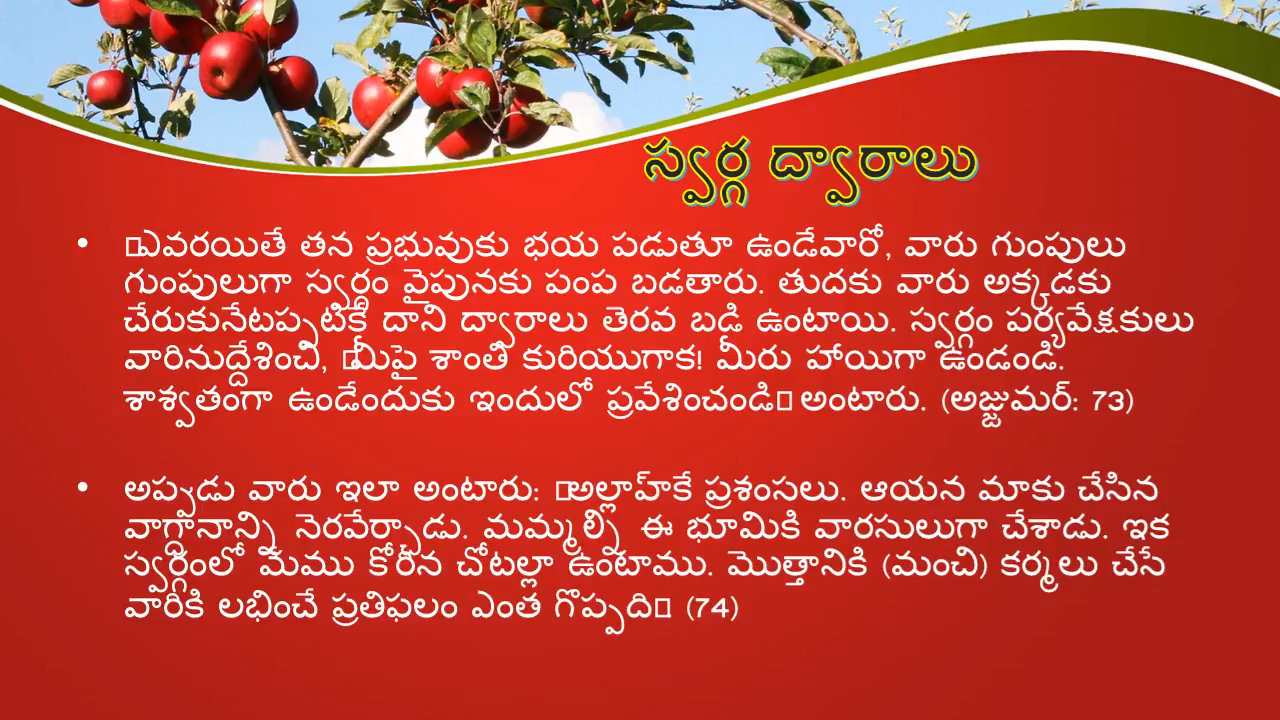 స్వర్గ ద్వారాలు
• ఎవరయితే తన ప్రభువుకు భయ పడుతూ ఉండేవారో, వారు గుంపులు
గుంపులుగా స్వర్గం వైపునకు పంప బడతారు. తుదకు వారు అక్కడకు
చేరుకునేటప్పటికే దాని ద్వారాలు తెరవ బడి ఉంటాయి. స్వర్గం పర్యవేక్షకులు
వారినుద్దేశించి, మీపై శాంతి కురియుగాక! మీరు హాయిగా ఉండండి.
శాశ్వతంగా ఉండేందుకు ఇందులో ప్రవేశించండి అంటారు. (అజ్జుమర్: 73)
• అప్పుడు వారు ఇలా అంటారు: అల్లాహ్‌కే ప్రశంసలు. ఆయన మాకు చేసిన
వాగ్దానాన్ని నెరవేర్చాడు. మమ్మల్ని ఈ భూమికి వారసులుగా చేశాడు. ఇక
స్వర్గంలో మేము కోరిన చోటల్లా ఉంటాము. మొత్తానికి (మంచి) కర్మలు చేసే
వారికి లభించే ప్రతిఫలం ఎంత గొప్పది (74)